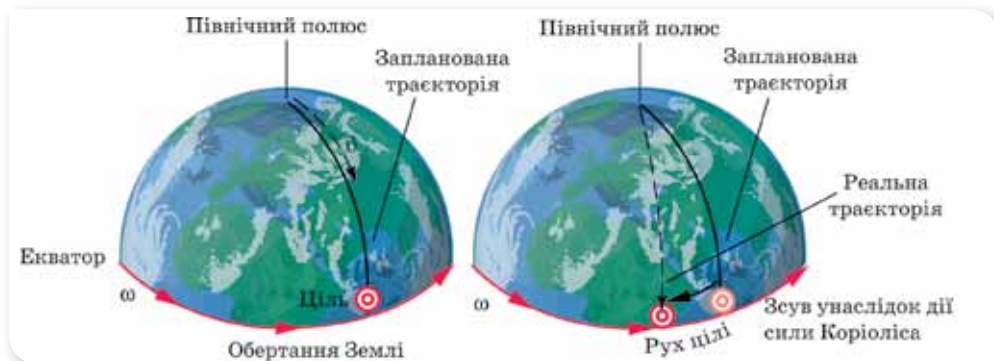 Північний полюс
Запланована
траєкторія
υ
Екватор
ω
Ціль
Обертання Землі
Північний полюс
Запланована
траєкторія
Реальна
траєкторія
ω
Рух цілі
Зсув унаслідок дії
сили Коріоліса